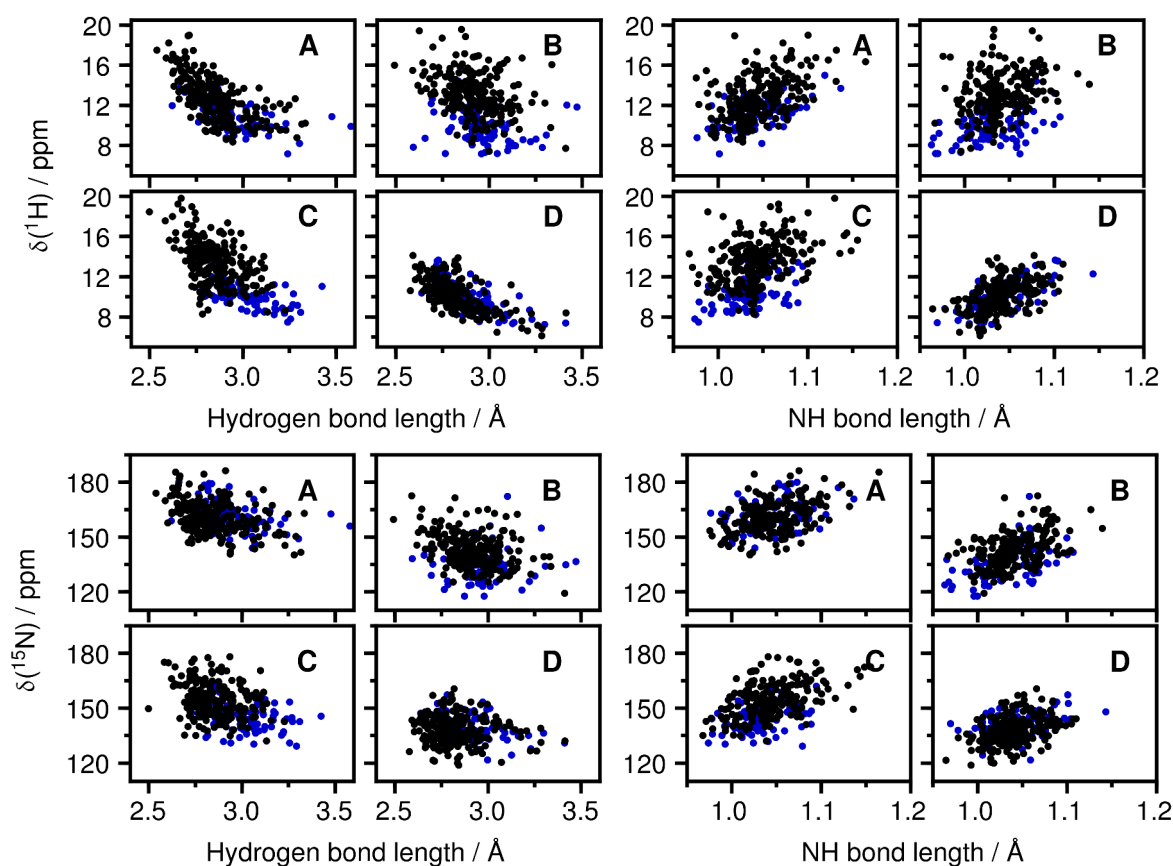 20
16
12
8
A
B
A
B
20
16
12
8
C
D
C
D
δ(¹H) / ppm
2.5 3.0 3.5 2.5 3.0 3.5 1.0 1.1 1.2 1.0 1.1 1.2
Hydrogen bond length / Å NH bond length / Å
180
150
120
A
B
A
B
180
150
120
C
D
C
D
δ(¹⁵N) / ppm
2.5 3.0 3.5 2.5 3.0 3.5 1.0 1.1 1.2 1.0 1.1 1.2
Hydrogen bond length / Å NH bond length / Å